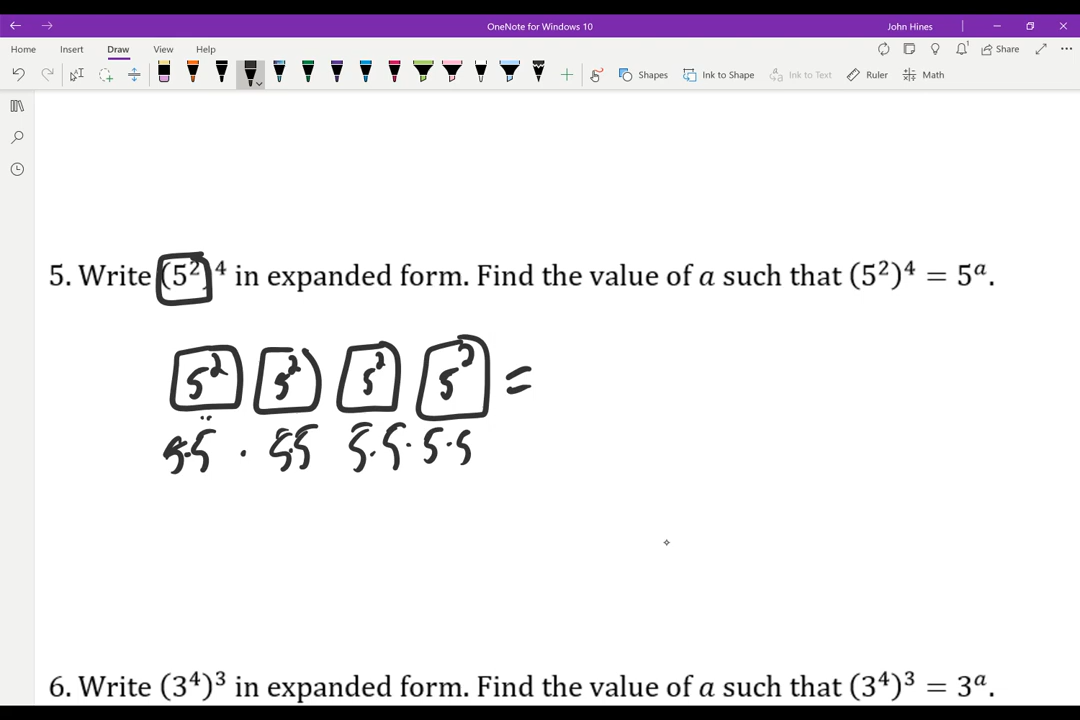 OneNote for Windows 10
John Hines
Home Insert Draw View Help
Share
Shapes Ink to Shape Ink to Text Ruler Math
5. Write (5²)⁴ in expanded form. Find the value of a such that (5²)⁴ = 5ᵃ.
5² 5² 5² 5² =
5·5 · 5·5 5·5·5·5
6. Write (3⁴)³ in expanded form. Find the value of a such that (3⁴)³ = 3ᵃ.